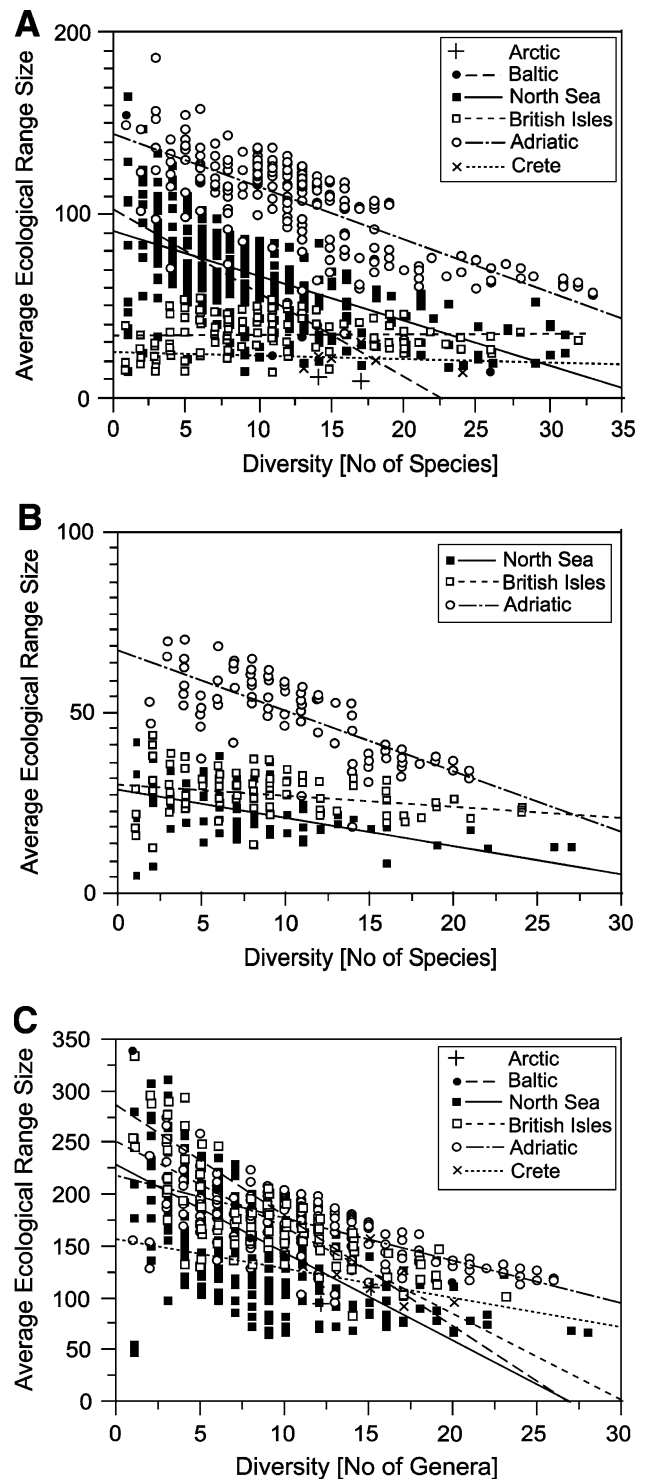 A
Average Ecological Range Size
200
100
0
Arctic
Baltic
North Sea
British Isles
Adriatic
Crete
0 5 10 15 20 25 30 35
Diversity [No of Species]
B
Average Ecological Range Size
100
50
0
North Sea
British Isles
Adriatic
0 5 10 15 20 25 30
Diversity [No of Species]
C
Average Ecological Range Size
350
300
250
200
150
100
50
0
Arctic
Baltic
North Sea
British Isles
Adriatic
Crete
0 5 10 15 20 25 30
Diversity [No of Genera]